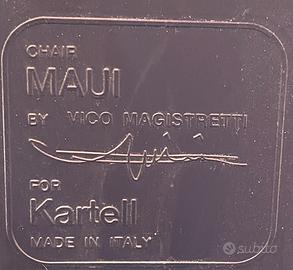 CHAIR
MAUI
BY VICO MAGISTRETTI
FOR
Kartell
MADE IN ITALY
subito